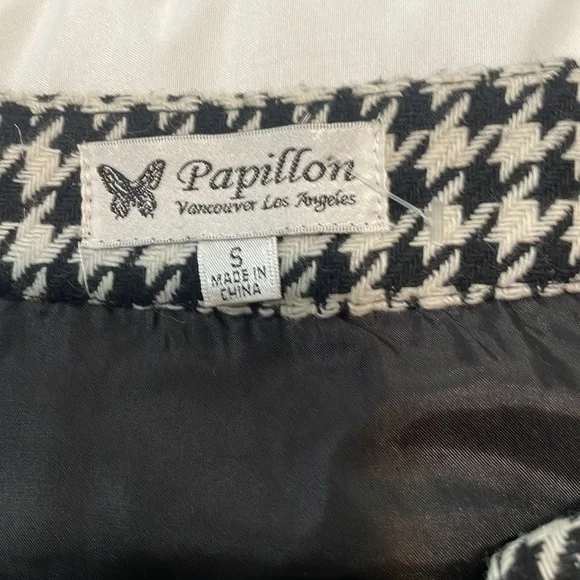 Papillon
Vancouver Los Angeles
S
MADE IN
CHINA